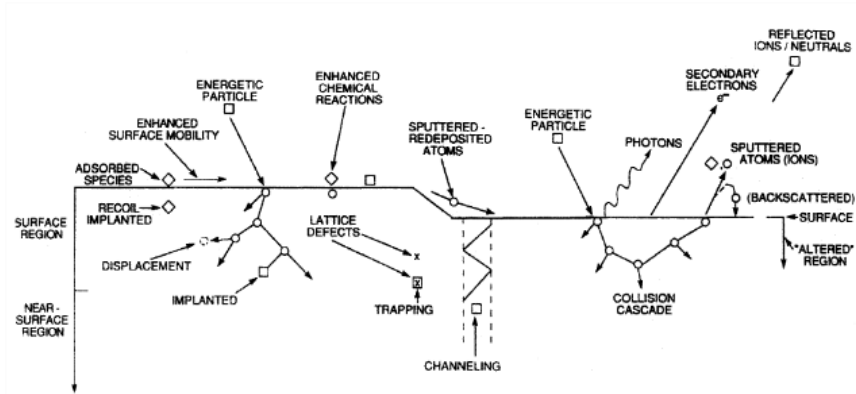 REFLECTED
IONS / NEUTRALS
SECONDARY
ELECTRONS
e–
ENERGETIC
PARTICLE
ENHANCED
CHEMICAL
REACTIONS
ENERGETIC
PARTICLE
ENHANCED
SURFACE MOBILITY
SPUTTERED -
REDEPOSITED
ATOMS
PHOTONS
SPUTTERED
ATOMS (IONS)
ADSORBED
SPECIES
(BACKSCATTERED)
RECOIL
IMPLANTED
SURFACE
SURFACE
REGION
LATTICE
DEFECTS
"ALTERED"
REGION
DISPLACEMENT
x
x
IMPLANTED
TRAPPING
COLLISION
CASCADE
NEAR -
SURFACE
REGION
CHANNELING